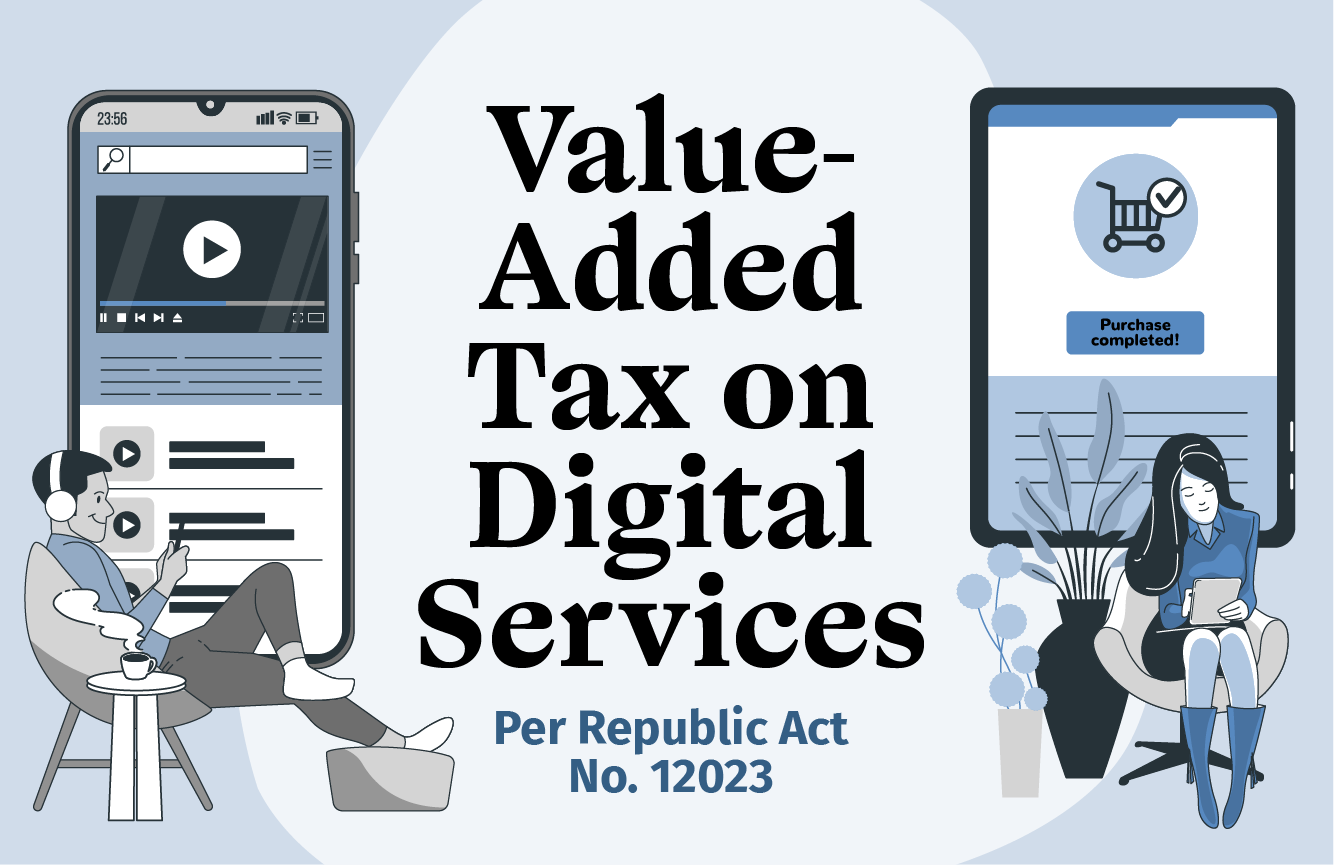 23:56
Value-
Added
Tax on
Digital
Services
Per Republic Act
No. 12023
Purchase
completed!